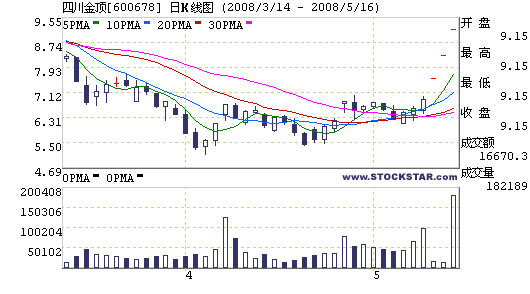 四川金顶[600678] 日K线图 (2008/3/14 - 2008/5/16)
5PMA 10PMA 20PMA 30PMA
9.55
8.74
7.93
7.12
6.31
5.50
4.69
开 盘
9.15
最 高
9.15
最 低
9.15
收 盘
9.15
成交额
16670.3
成交量
182189
www.STOCKSTAR.com
0PMA 0PMA
200408
150306
100204
50102
4
5